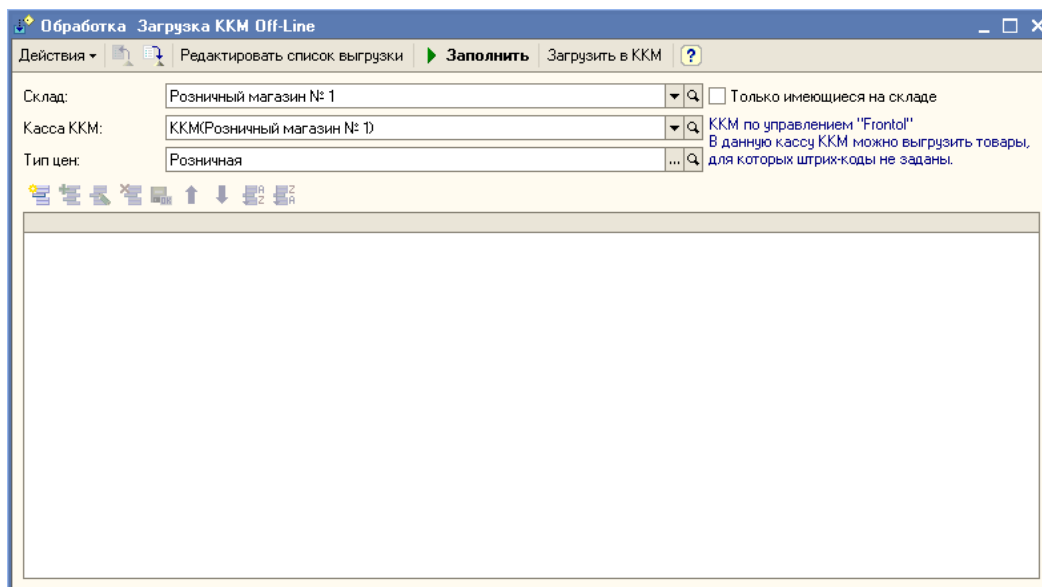 Обработка Загрузка ККМ Off-Line
Действия Редактировать список выгрузки Заполнить Загрузить в ККМ ?
Склад: Розничный магазин № 1 Только имеющиеся на складе
Касса ККМ: ККМ(Розничный магазин № 1) ККМ по управлением "Frontol"
В данную кассу ККМ можно выгрузить товары,
Тип цен: Розничная ... для которых штрих-коды не заданы.